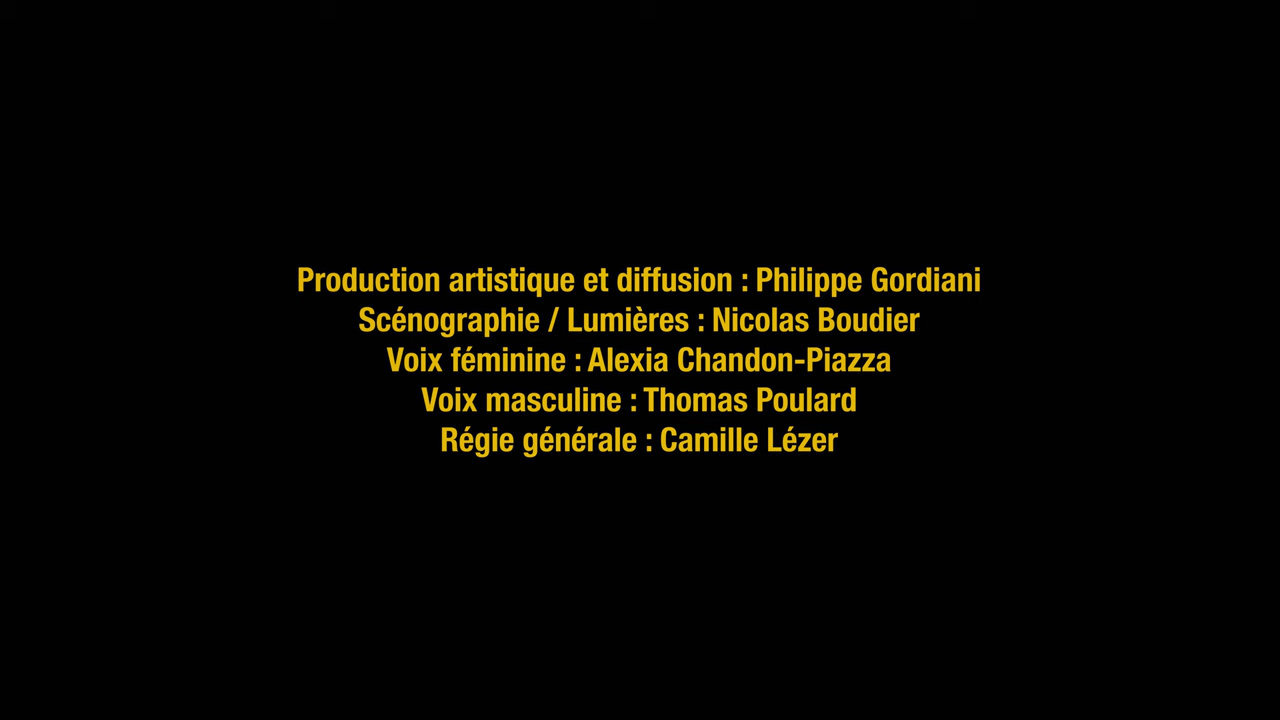 Production artistique et diffusion : Philippe Gordiani
Scénographie / Lumières : Nicolas Boudier
Voix féminine : Alexia Chandon-Piazza
Voix masculine : Thomas Poulard
Régie générale : Camille Lézer